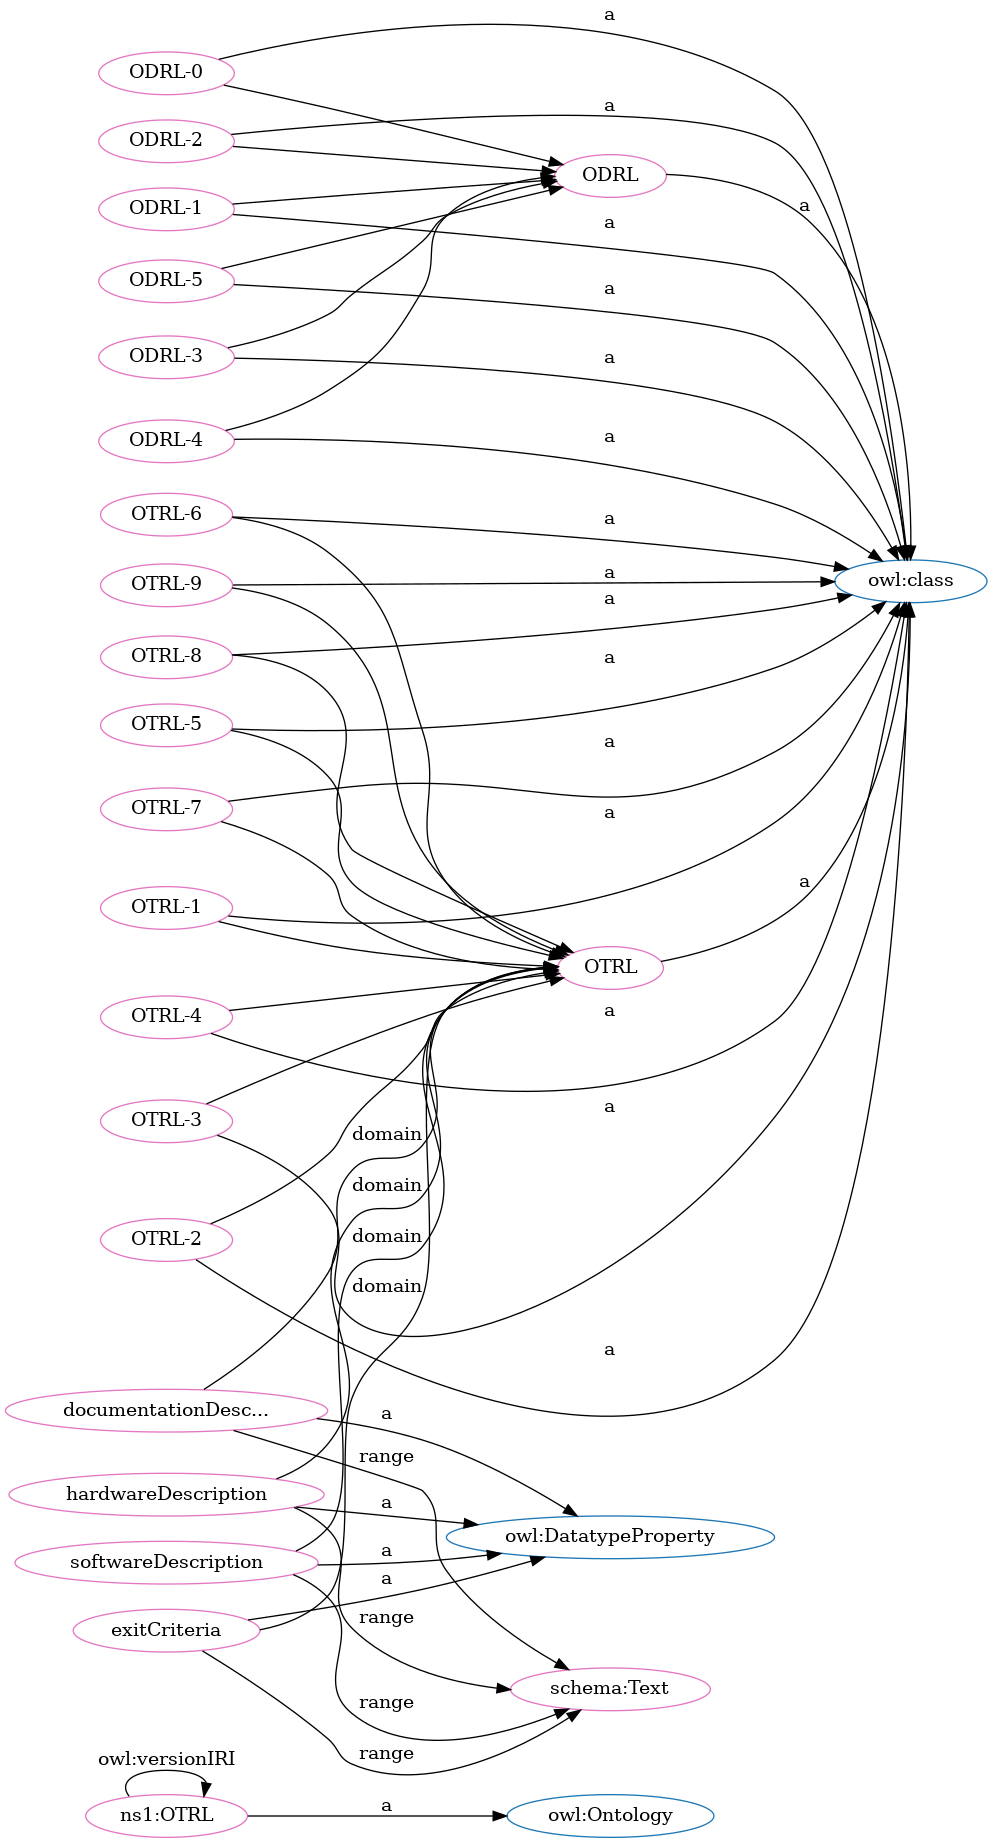 a
ODRL-0
a
ODRL-2
ODRL
a
ODRL-1
a
ODRL-5
a
ODRL-3
a
ODRL-4
a
OTRL-6
a
OTRL-9
a
owl:class
a
OTRL-8
a
OTRL-5
a
OTRL-7
a
OTRL-1
a
OTRL
OTRL-4
a
OTRL-3
a
domain
domain
OTRL-2
domain
domain
a
documentationDesc...
a
range
hardwareDescription
a
owl:DatatypeProperty
softwareDescription
a
a
exitCriteria
range
schema:Text
range
range
owl:versionIRI
ns1:OTRL
a
owl:Ontology